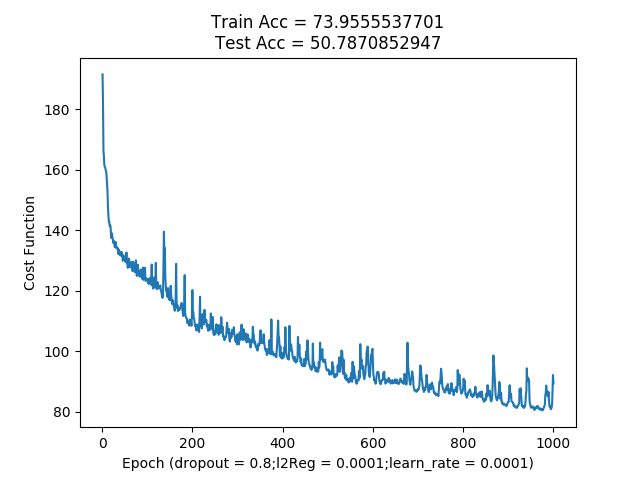 Train Acc = 73.9555537701
Test Acc = 50.7870852947
Cost Function
180
160
140
120
100
80
0 200 400 600 800 1000
Epoch (dropout = 0.8;l2Reg = 0.0001;learn_rate = 0.0001)